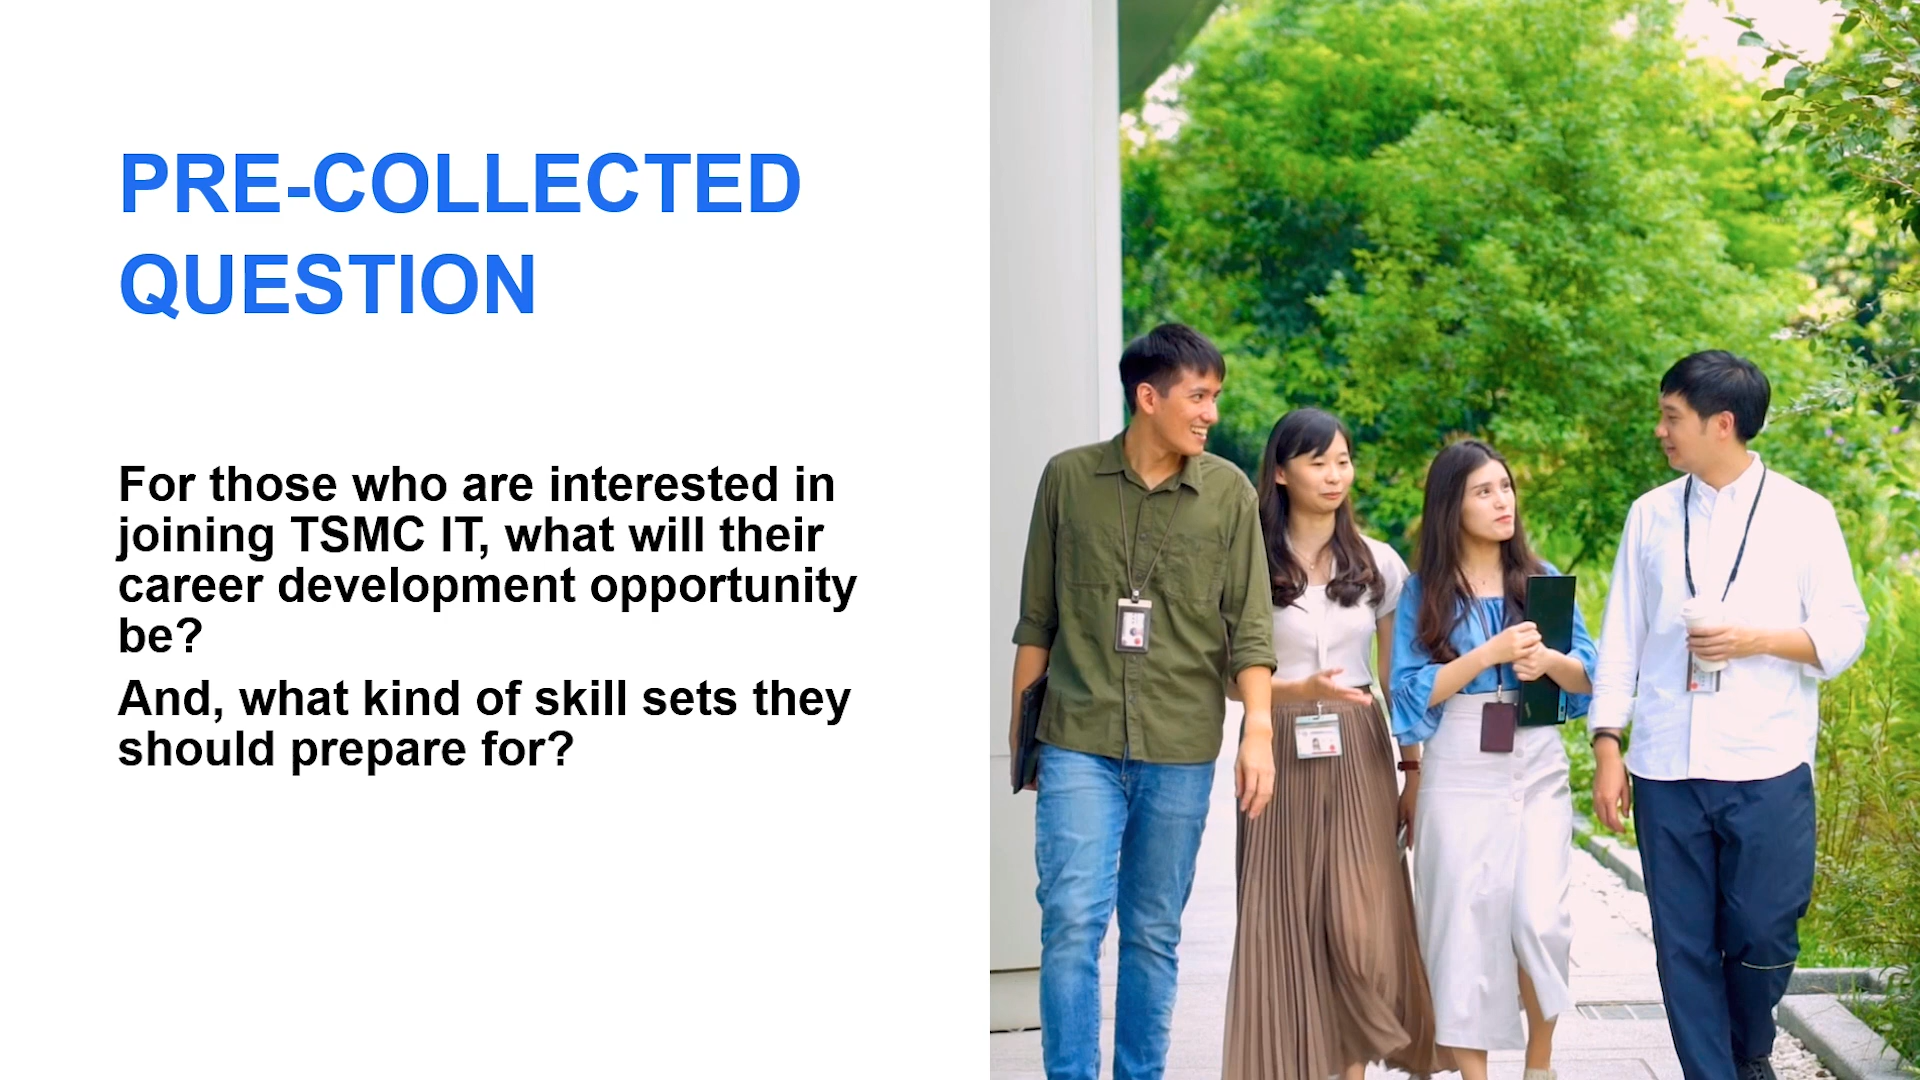 PRE-COLLECTED
QUESTION
For those who are interested in
joining TSMC IT, what will their
career development opportunity
be?
And, what kind of skill sets they
should prepare for?